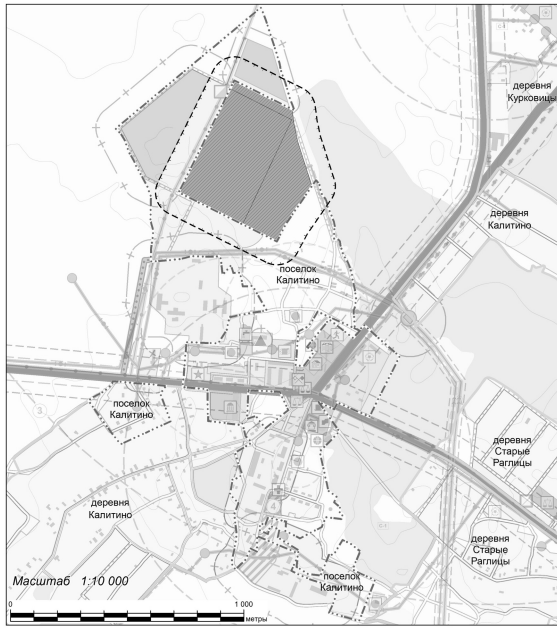 деревня
Курковицы
деревня
Калитино
поселок
Калитино
поселок
Калитино
деревня
Старые
Раглицы
деревня
Калитино
деревня
Старые
Раглицы
поселок
Калитино
Масштаб 1:10 000
0 1 000
метры